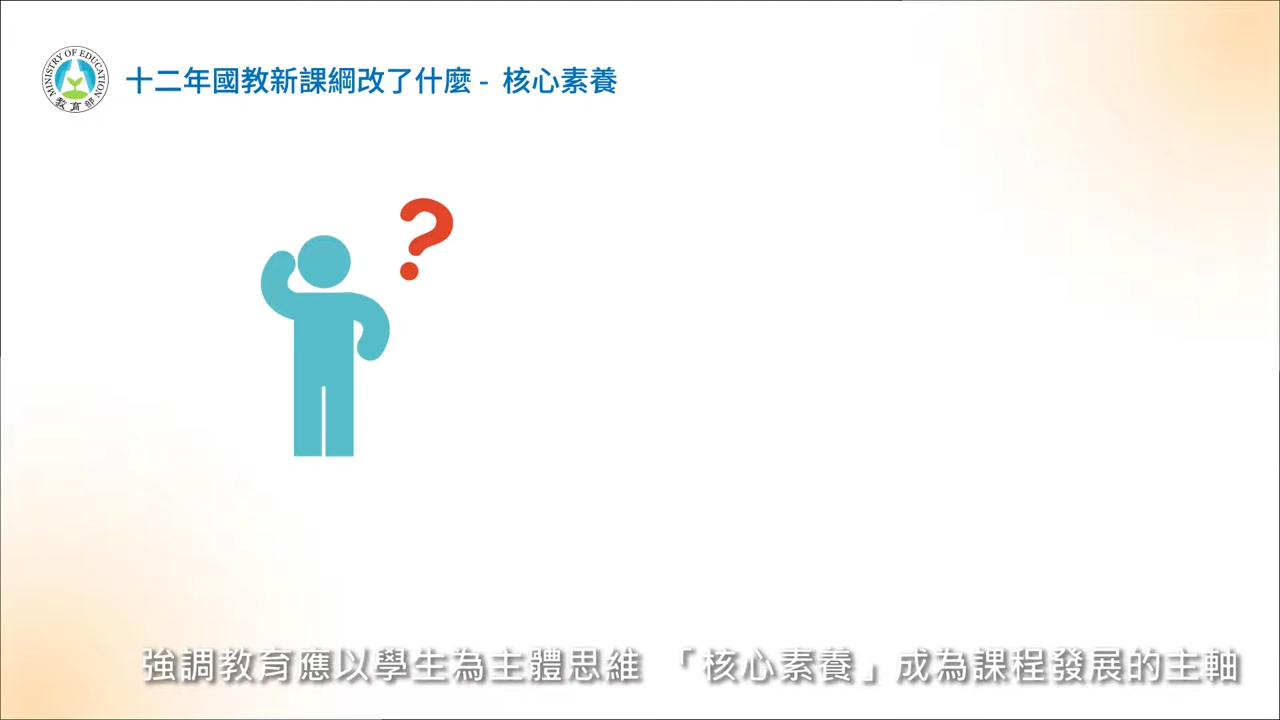 MINISTRY OF EDUCATION
教育部
十二年國教新課綱改了什麼 - 核心素養
強調教育應以學生為主體思維 「核心素養」成為課程發展的主軸